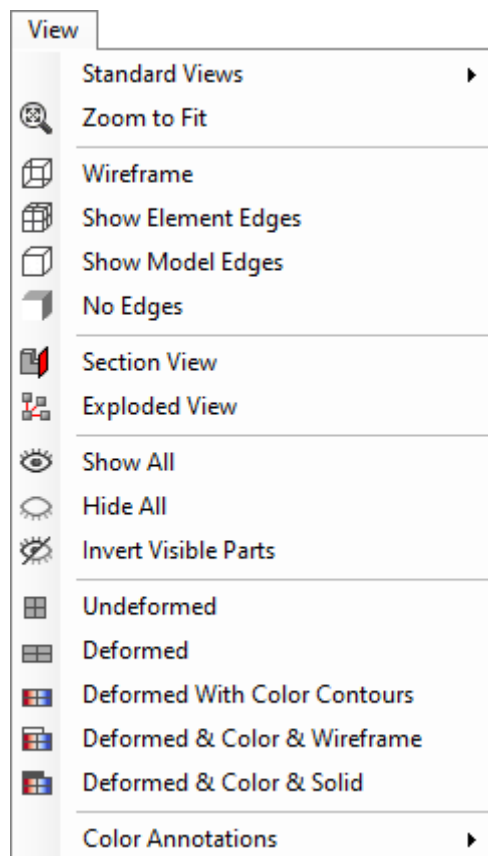 View
Standard Views
Zoom to Fit
Wireframe
Show Element Edges
Show Model Edges
No Edges
Section View
Exploded View
Show All
Hide All
Invert Visible Parts
Undeformed
Deformed
Deformed With Color Contours
Deformed & Color & Wireframe
Deformed & Color & Solid
Color Annotations